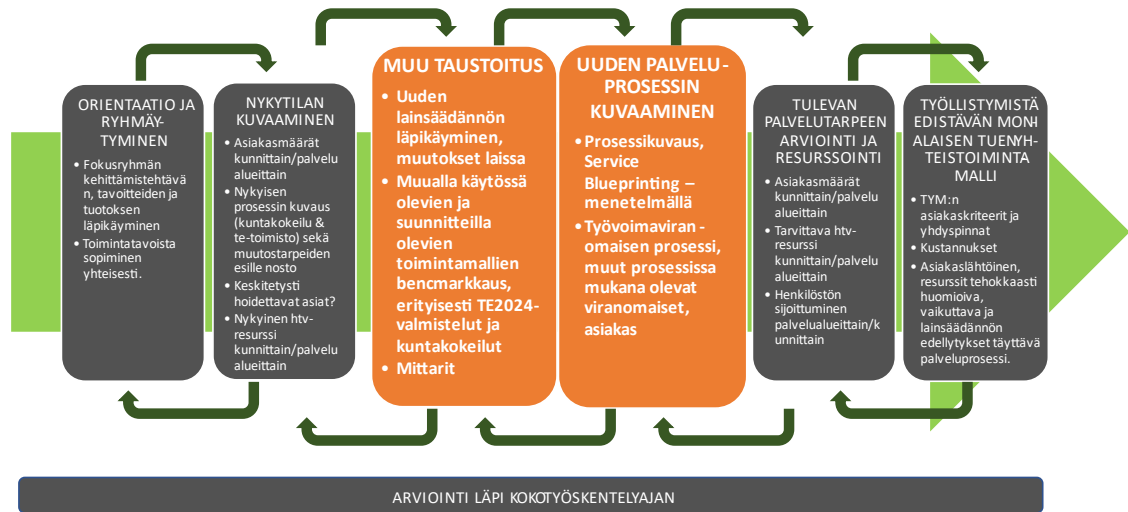 ORIENTAATIO JA
RYHMÄY-
TYMINEN
• Fokusryhmän
kehittämistehtävä
n, tavoitteiden ja
tuotoksen
läpikäyminen
• Toimintatavoista
sopiminen
yhteisesti.
NYKYTILAN
KUVAAMINEN
• Asiakasmäärät
kunnittain/palvelu
alueittain
• Nykyisen
prosessin kuvaus
(kuntakokeilu &
te-toimisto) sekä
muutostarpeiden
esille nosto
• Keskitetysti
hoidettavat asiat?
• Nykyinen htv-
resurssi
kunnittain/palvelu
alueittain
MUU TAUSTOITUS
• Uuden
lainsäädännön
läpikäyminen,
muutokset laissa
• Muualla käytössä
olevien ja
suunnitteilla
olevien
toimintamallien
bencmarkkaus,
erityisesti TE2024-
valmistelut ja
kuntakokeilut
• Mittarit
UUDEN PALVELU-
PROSESSIN
KUVAAMINEN
• Prosessikuvaus,
Service
Blueprinting –
menetelmällä
• Työvoimaviran -
omaisen prosessi,
muut prosessissa
mukana olevat
viranomaiset,
asiakas
TULEVAN
PALVELUTARPEEN
ARVIOINTI JA
RESURSSOINTI
• Asiakasmäärät
kunnittain/palvelu
alueittain
• Tarvittava htv-
resurssi
kunnittain/palvelu
alueittain
• Henkilöstön
sijoittuminen
palvelualueittain/k
unnittain
TYÖLLISTYMISTÄ
EDISTÄVÄN MONI-
ALAISEN TUENYH-
TEISTOIMINTA
MALLI
• TYM:n
asiakaskriteerit ja
yhdyspinnat
• Kustannukset
• Asiakaslähtöinen,
resurssit tehokkaasti
huomioiva,
vaikuttava ja
lainsäädännön
edellytykset täyttävä
palveluprosessi.
ARVIOINTI LÄPI KOKOTYÖSKENTELYAJAN